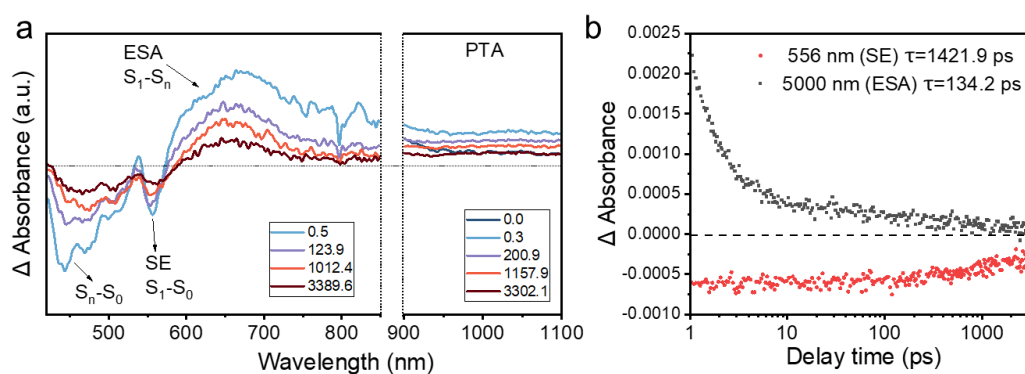 a
ESA
S1-Sn
PTA
Δ Absorbance (a.u.)
SE
S1-S0
Sn-S0
0.5
123.9
1012.4
3389.6
0.0
0.3
200.9
1157.9
3302.1
500
600
700
800
900
1000
1100
Wavelength (nm)
b
556 nm (SE) τ=1421.9 ps
5000 nm (ESA) τ=134.2 ps
Δ Absorbance
0.0025
0.0020
0.0015
0.0010
0.0005
0.0000
-0.0005
-0.0010
1
10
100
1000
Delay time (ps)